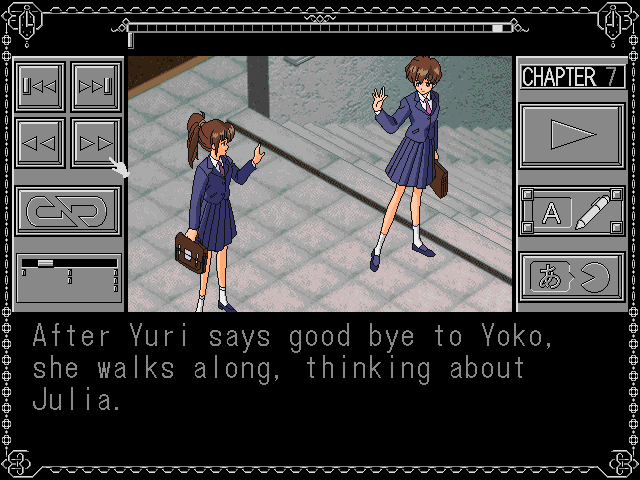 CHAPTER 7
A
あ
After Yuri says good bye to Yoko,
she walks along, thinking about
Julia.